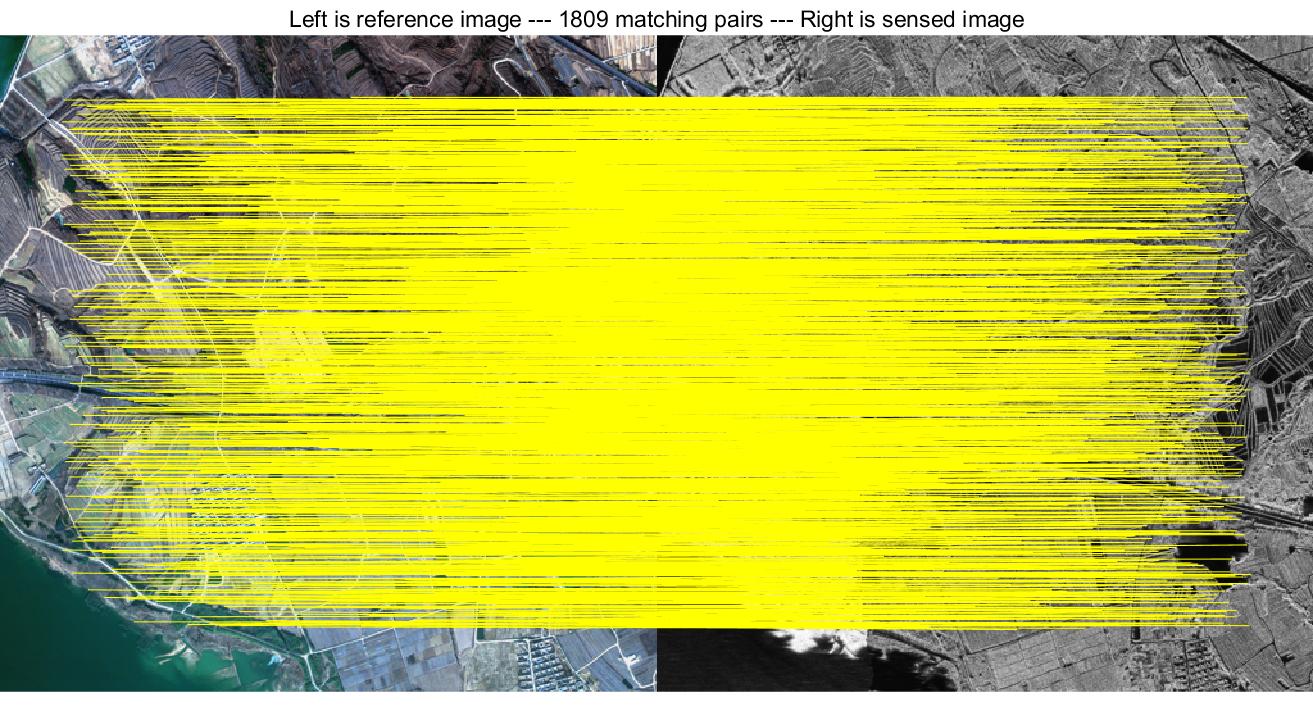 Left is reference image --- 1809 matching pairs --- Right is sensed image